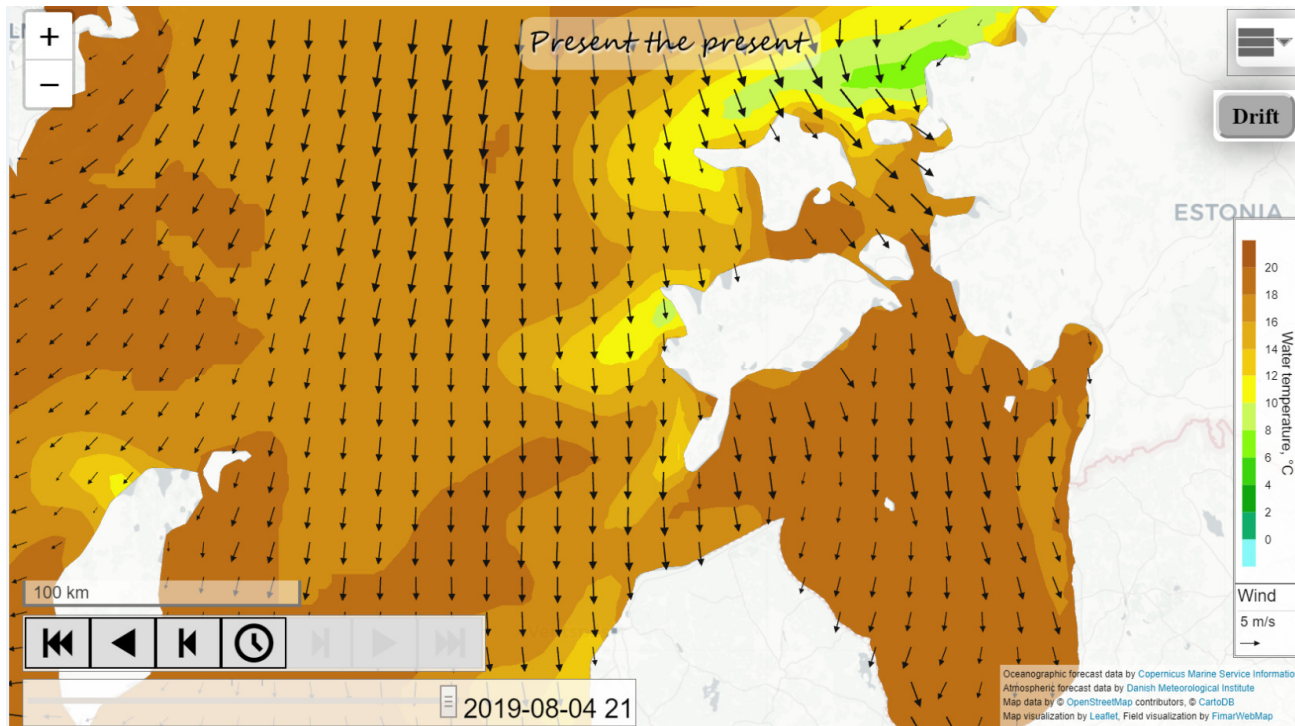 +
−
Present the present
Drift
ESTONIA
20
18
16
14
12
10
8
6
4
2
0
Water temperature, °C
Wind
5 m/s
100 km
2019-08-04 21
Oceanographic forecast data by Copernicus Marine Service Informatio
Atmospheric forecast data by Danish Meteorological Institute
Map data by © OpenStreetMap contributors, © CartoDB
Map visualization by Leaflet, Field visualization by FimarWebMap